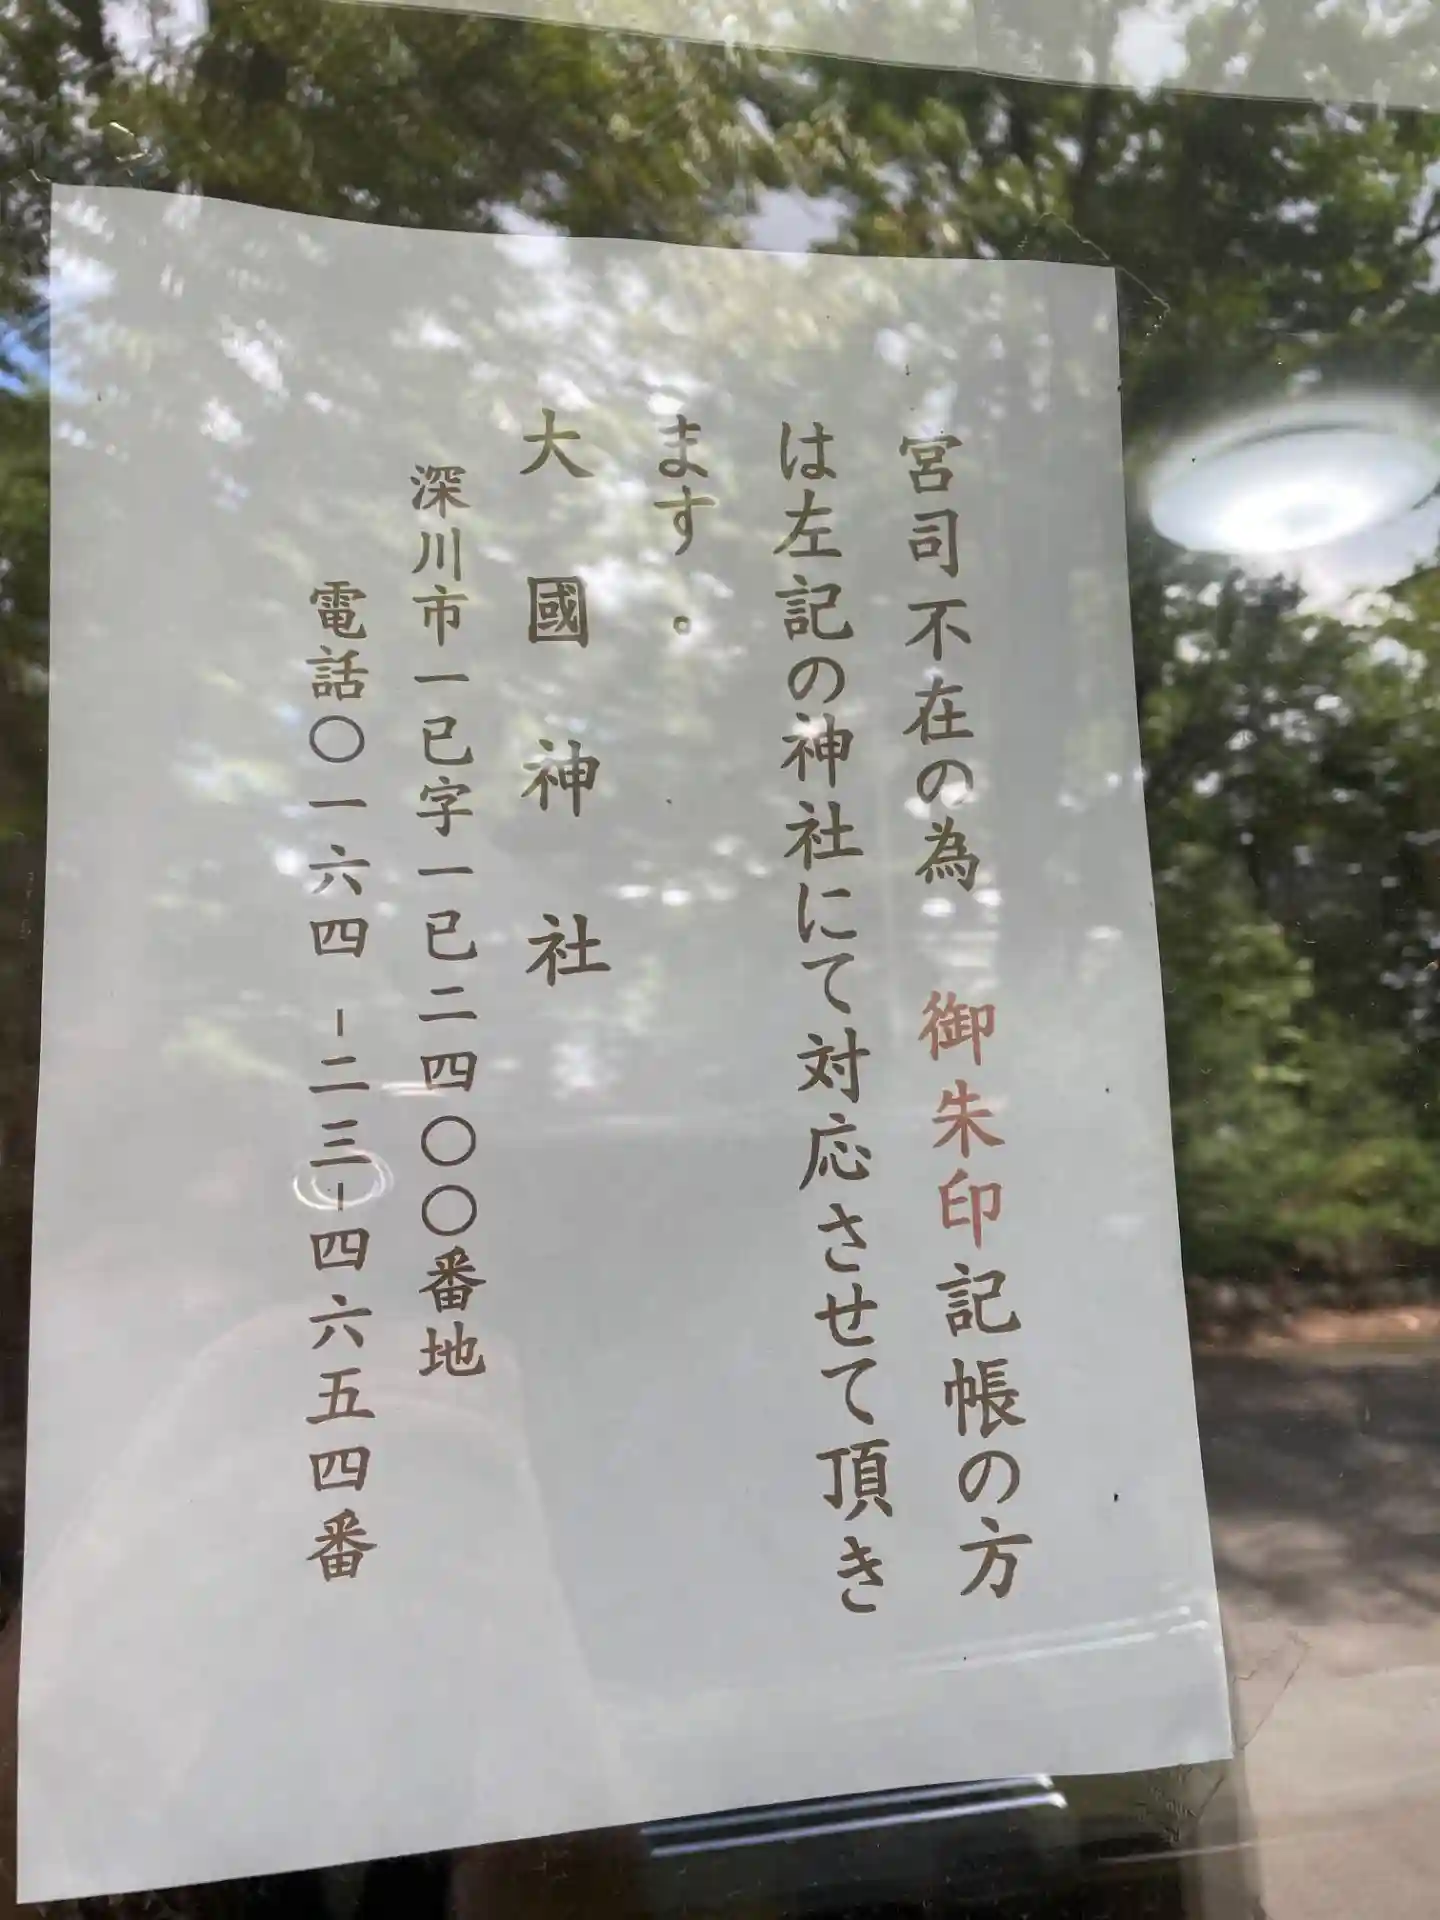 宮司不在の為　御朱印記帳の方
は左記の神社にて対応させて頂き
ます。
大國神社
深川市一已字一已二四〇〇番地
電話〇一六四-二三-四六五四番